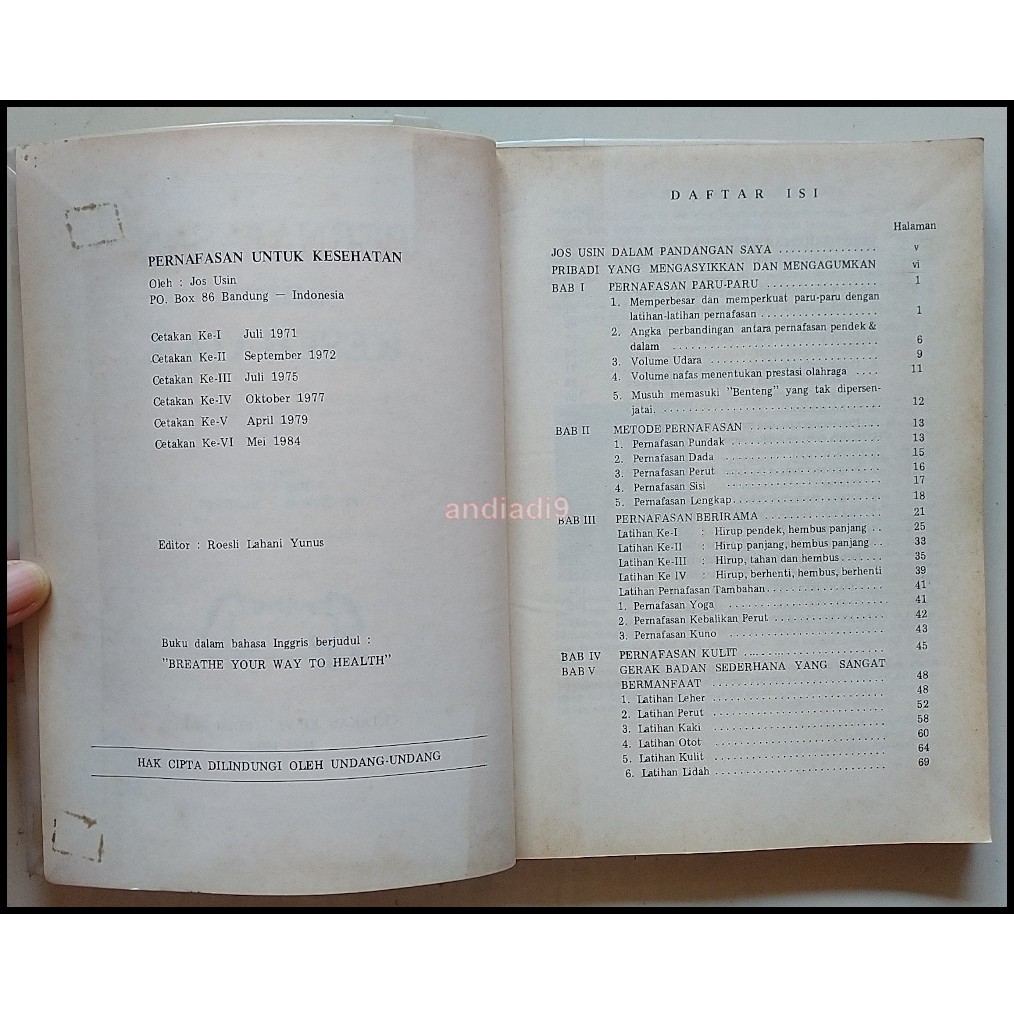 PERNAFASAN UNTUK KESEHATAN
Oleh : Jos Usin
PO. Box 86 Bandung — Indonesia
Cetakan Ke-I Juli 1971
Cetakan Ke-II September 1972
Cetakan Ke-III Juli 1975
Cetakan Ke-IV Oktober 1977
Cetakan Ke-V April 1979
Cetakan Ke-VI Mei 1984
Editor : Roesli Lahani Yunus
Buku dalam bahasa Inggris berjudul :
"BREATHE YOUR WAY TO HEALTH"
HAK CIPTA DILINDUNGI OLEH UNDANG-UNDANG
andiadi9
DAFTAR ISI
Halaman
JOS USIN DALAM PANDANGAN SAYA ................ v
PRIBADI YANG MENGASYIKKAN DAN MENGAGUMKAN vi
BAB I PERNAFASAN PARU-PARU .................. 1
1. Memperbesar dan memperkuat paru-paru dengan
latihan-latihan pernafasan .................. 1
2. Angka perbandingan antara pernafasan pendek &
dalam ................................ 6
3. Volume Udara ............................ 9
4. Volume nafas menentukan prestasi olahraga .... 11
5. Musuh memasuki "Benteng" yang tak dipersen-
jatai. .................................. 12
BAB II METODE PERNAFASAN ..................... 13
1. Pernafasan Pundak ........................ 13
2. Pernafasan Dada .......................... 15
3. Pernafasan Perut ......................... 16
4. Pernafasan Sisi ........................... 17
5. Pernafasan Lengkap........................ 18
BAB III PERNAFASAN BERIRAMA ................... 21
Latihan Ke-I : Hirup pendek, hembus panjang .. 25
Latihan Ke-II : Hirup panjang, hembus panjang .. 33
Latihan Ke-III : Hirup, tahan dan hembus....... 35
Latihan Ke IV : Hirup, berhenti, hembus, berhenti 39
Latihan Pernafasan Tambahan................... 41
1. Pernafasan Yoga ......................... 41
2. Pernafasan Kebalikan Perut .................. 42
3. Pernafasan Kuno ......................... 43
BAB IV PERNAFASAN KULIT ...................... 45
BAB V GERAK BADAN SEDERHANA YANG SANGAT
BERMANFAAT ........................... 48
1. Latihan Leher ............................ 48
2. Latihan Perut ............................ 52
3. Latihan Kaki ............................. 58
4. Latihan Otot ............................. 60
5. Latihan Kulit ............................. 64
6. Latihan Lidah ............................ 69